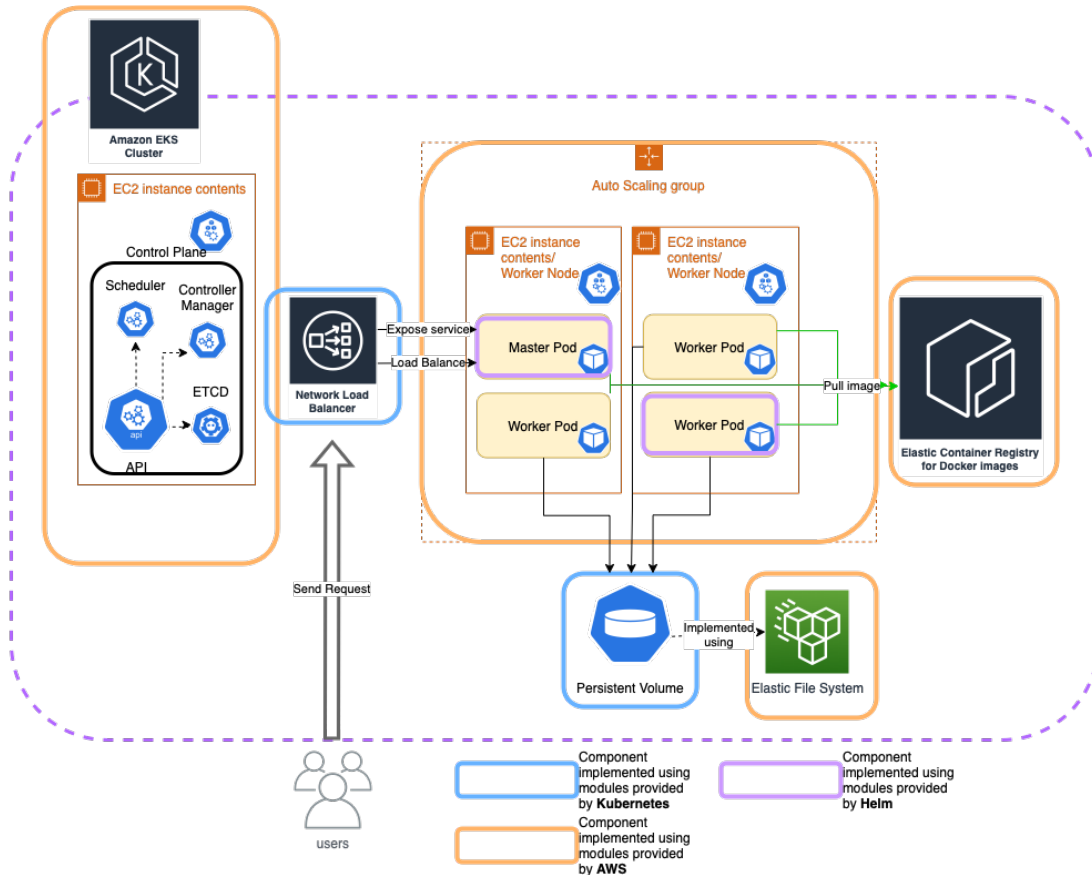 Amazon EKS
Cluster
EC2 instance contents
Control Plane
Scheduler
Controller
Manager
ETCD
api
API
Network Load
Balancer
Expose service
Load Balance
Auto Scaling group
EC2 instance
contents/
Worker Node
EC2 instance
contents/
Worker Node
Master Pod
Worker Pod
Worker Pod
Worker Pod
Pull image
Elastic Container Registry
for Docker images
Send Request
Persistent Volume
Implemented
using
Elastic File System
users
Component
implemented using
modules provided
by Kubernetes
Component
implemented using
modules provided
by Helm
Component
implemented using
modules provided
by AWS